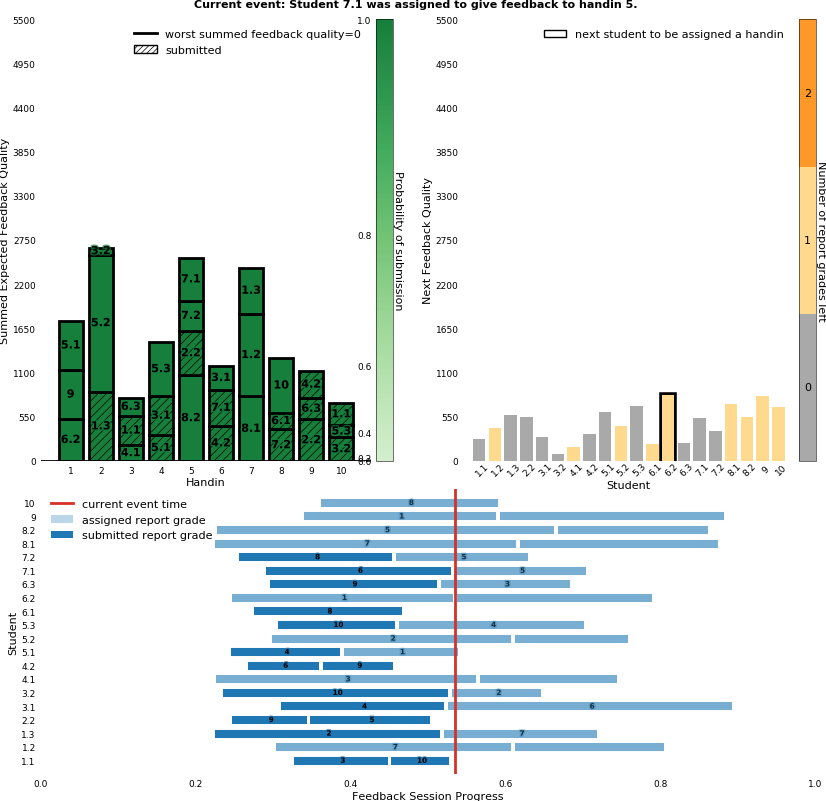 Current event: Student 7.1 was assigned to give feedback to handin 5.
Summed Expected Feedback Quality
5500
4950
4400
3850
3300
2750
2200
1650
1100
550
0
worst summed feedback quality=0
submitted
6.2 9 5.1
1.3 5.2 3.2
4.1 1.1 6.3
5.1 3.1 5.3
8.2 2.2 7.2 7.1
4.2 7.1 3.1
8.1 1.2 1.3
7.2 6.1 10
2.2 6.3 4.2
3.2 5.3 1.1
1 2 3 4 5 6 7 8 9 10
Handin
1.0
0.8
0.6
0.4
0.2
0.0
Probability of submission
Next Feedback Quality
5500
4950
4400
3850
3300
2750
2200
1650
1100
550
0
next student to be assigned a handin
1.1 1.2 1.3 2.2 3.1 3.2 4.1 4.2 5.1 5.2 5.3 6.1 6.2 6.3 7.1 7.2 8.1 8.2 9 10
Student
2
1
0
Number of report grades left
current event time
assigned report grade
submitted report grade
Student
10 8
9 1
8.2 5
8.1 7
7.2 8 5
7.1 6 5
6.3 9 3
6.2 1
6.1 8
5.3 10 4
5.2 2
5.1 4 1
4.2 6 9
4.1 3
3.2 10 2
3.1 4 6
2.2 9 5
1.3 2 7
1.2 7
1.1 3 10
0.0 0.2 0.4 0.6 0.8 1.0
Feedback Session Progress